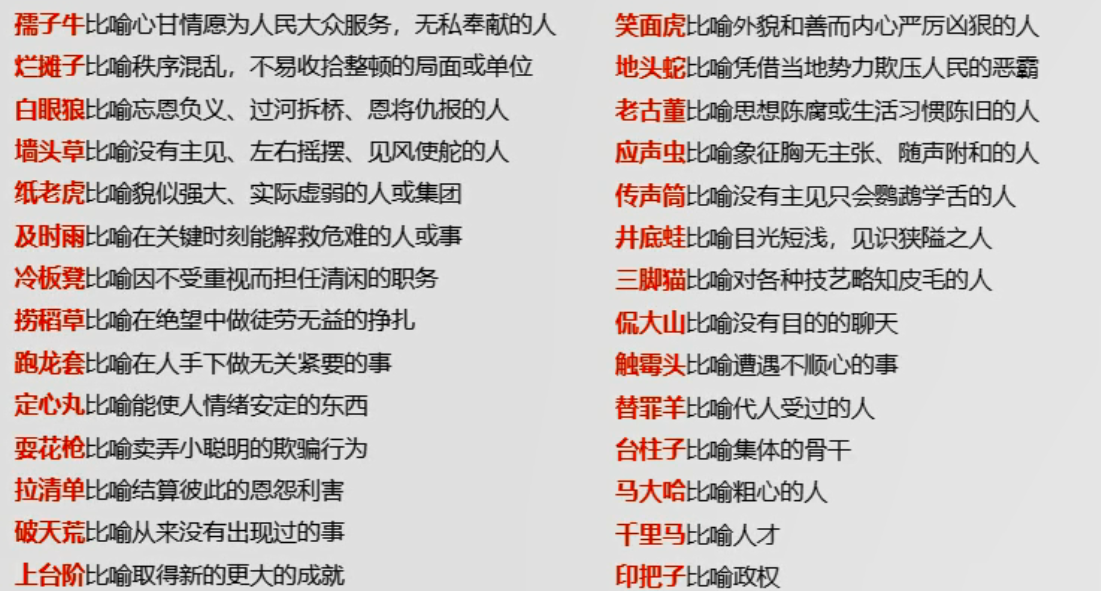 孺子牛比喻心甘情愿为人民大众服务，无私奉献的人
烂摊子比喻秩序混乱，不易收拾整顿的局面或单位
白眼狼比喻忘恩负义、过河拆桥、恩将仇报的人
墙头草比喻没有主见、左右摇摆、见风使舵的人
纸老虎比喻貌似强大、实际虚弱的人或集团
及时雨比喻在关键时刻能解救危难的人或事
冷板凳比喻因不受重视而担任清闲的职务
捞稻草比喻在绝望中做徒劳无益的挣扎
跑龙套比喻在人手下做无关紧要的事
定心丸比喻能使人情绪安定的东西
耍花枪比喻卖弄小聪明的欺骗行为
拉清单比喻结算彼此的恩怨利害
破天荒比喻从来没有出现过的事
上台阶比喻取得新的更大的成就
笑面虎比喻外貌和善而内心严厉凶狠的人
地头蛇比喻凭借当地势力欺压人民的恶霸
老古董比喻思想陈腐或生活习惯陈旧的人
应声虫比喻象征胸无主张、随声附和的人
传声筒比喻没有主见只会鹦鹉学舌的人
井底蛙比喻目光短浅，见识狭隘之人
三脚猫比喻对各种技艺略知皮毛的人
侃大山比喻没有目的的聊天
触霉头比喻遭遇不顺心的事
替罪羊比喻代人受过的人
台柱子比喻集体的骨干
马大哈比喻粗心的人
千里马比喻人才
印把子比喻政权